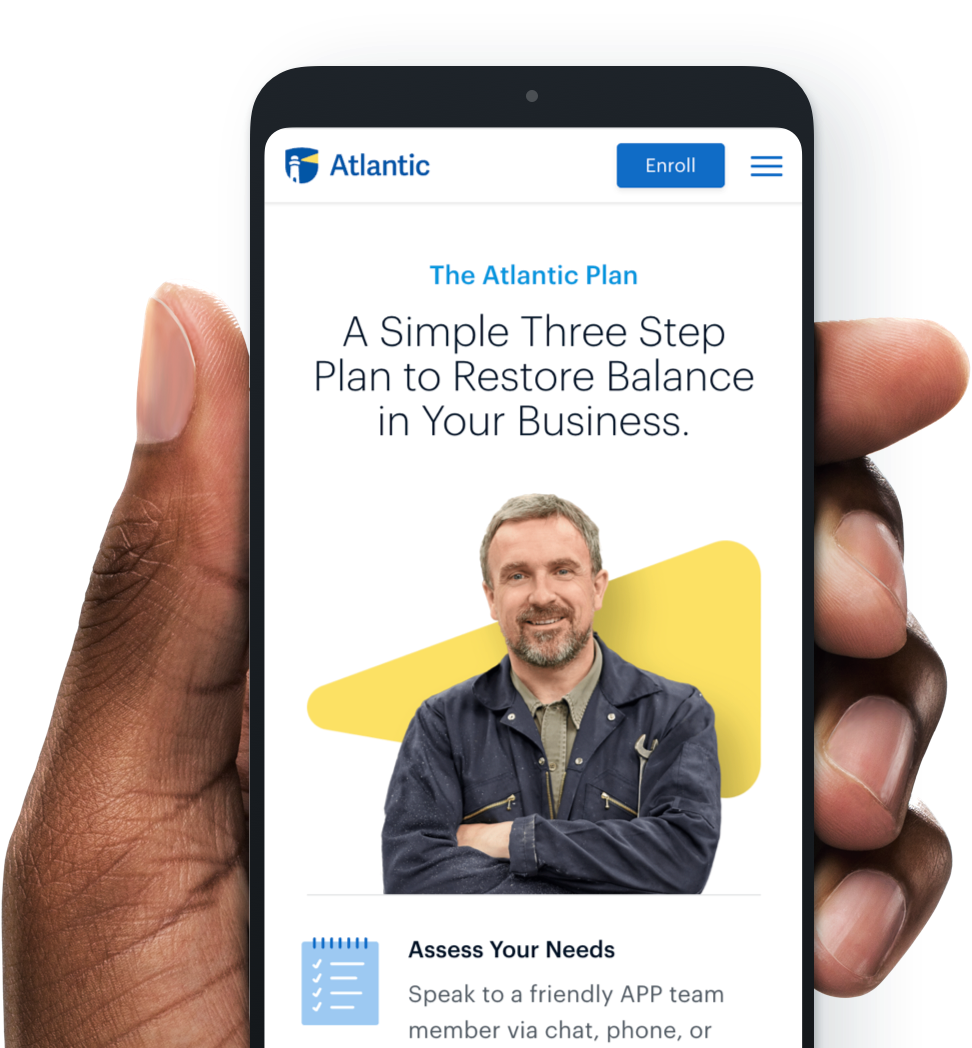 Atlantic
Enroll
The Atlantic Plan
A Simple Three Step
Plan to Restore Balance
in Your Business.
Assess Your Needs
Speak to a friendly APP team
member via chat, phone, or